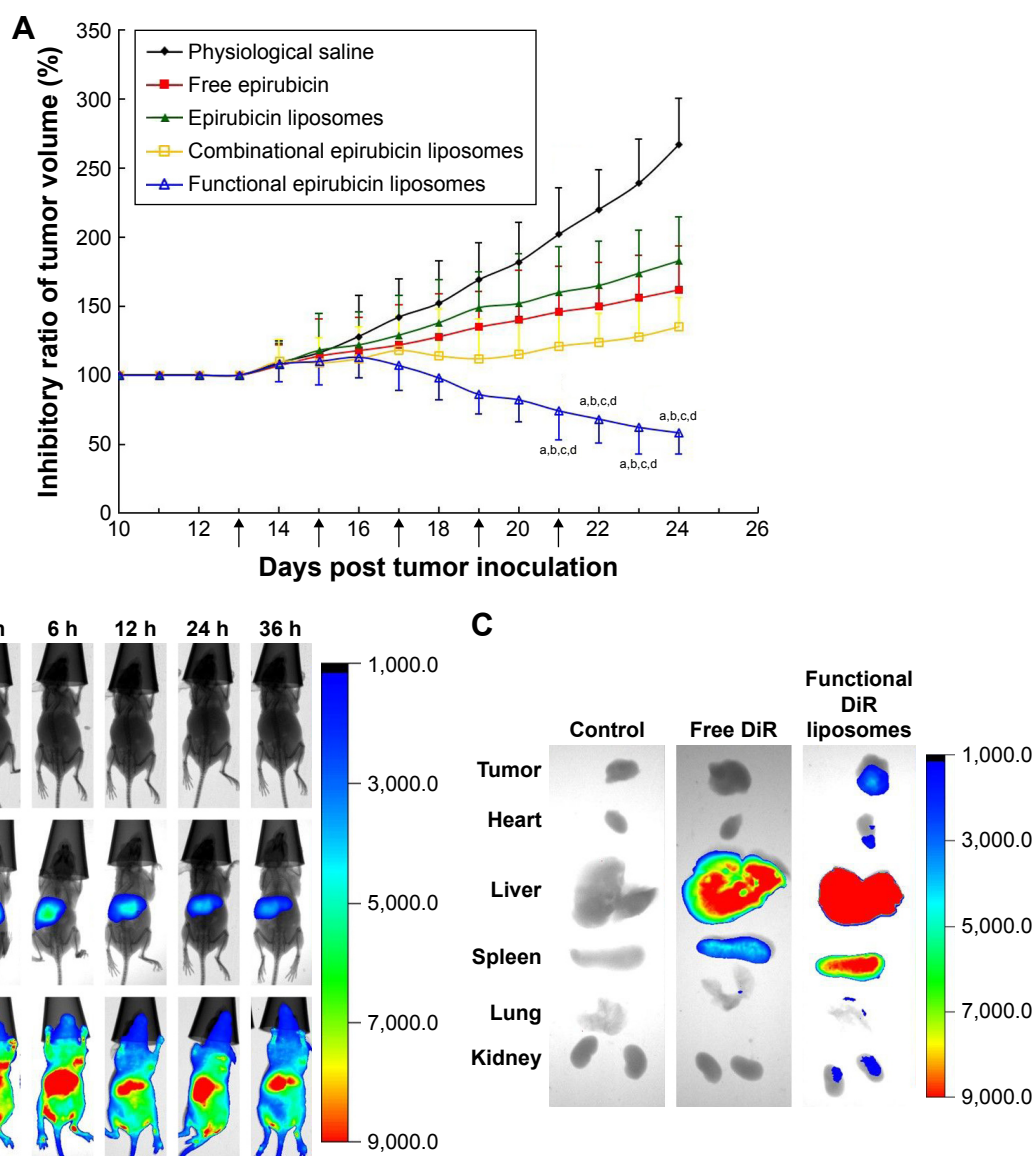 A
350
300
250
200
150
100
50
0
Inhibitory ratio of tumor volume (%)
Physiological saline
Free epirubicin
Epirubicin liposomes
Combinational epirubicin liposomes
Functional epirubicin liposomes
a,b,c,d
a,b,c,d
a,b,c,d
a,b,c,d
10 12 14 16 18 20 22 24 26
Days post tumor inoculation
h 6 h 12 h 24 h 36 h
1,000.0
3,000.0
5,000.0
7,000.0
9,000.0
C
Control Free DiR Functional
DiR
liposomes
Tumor
Heart
Liver
Spleen
Lung
Kidney
1,000.0
3,000.0
5,000.0
7,000.0
9,000.0